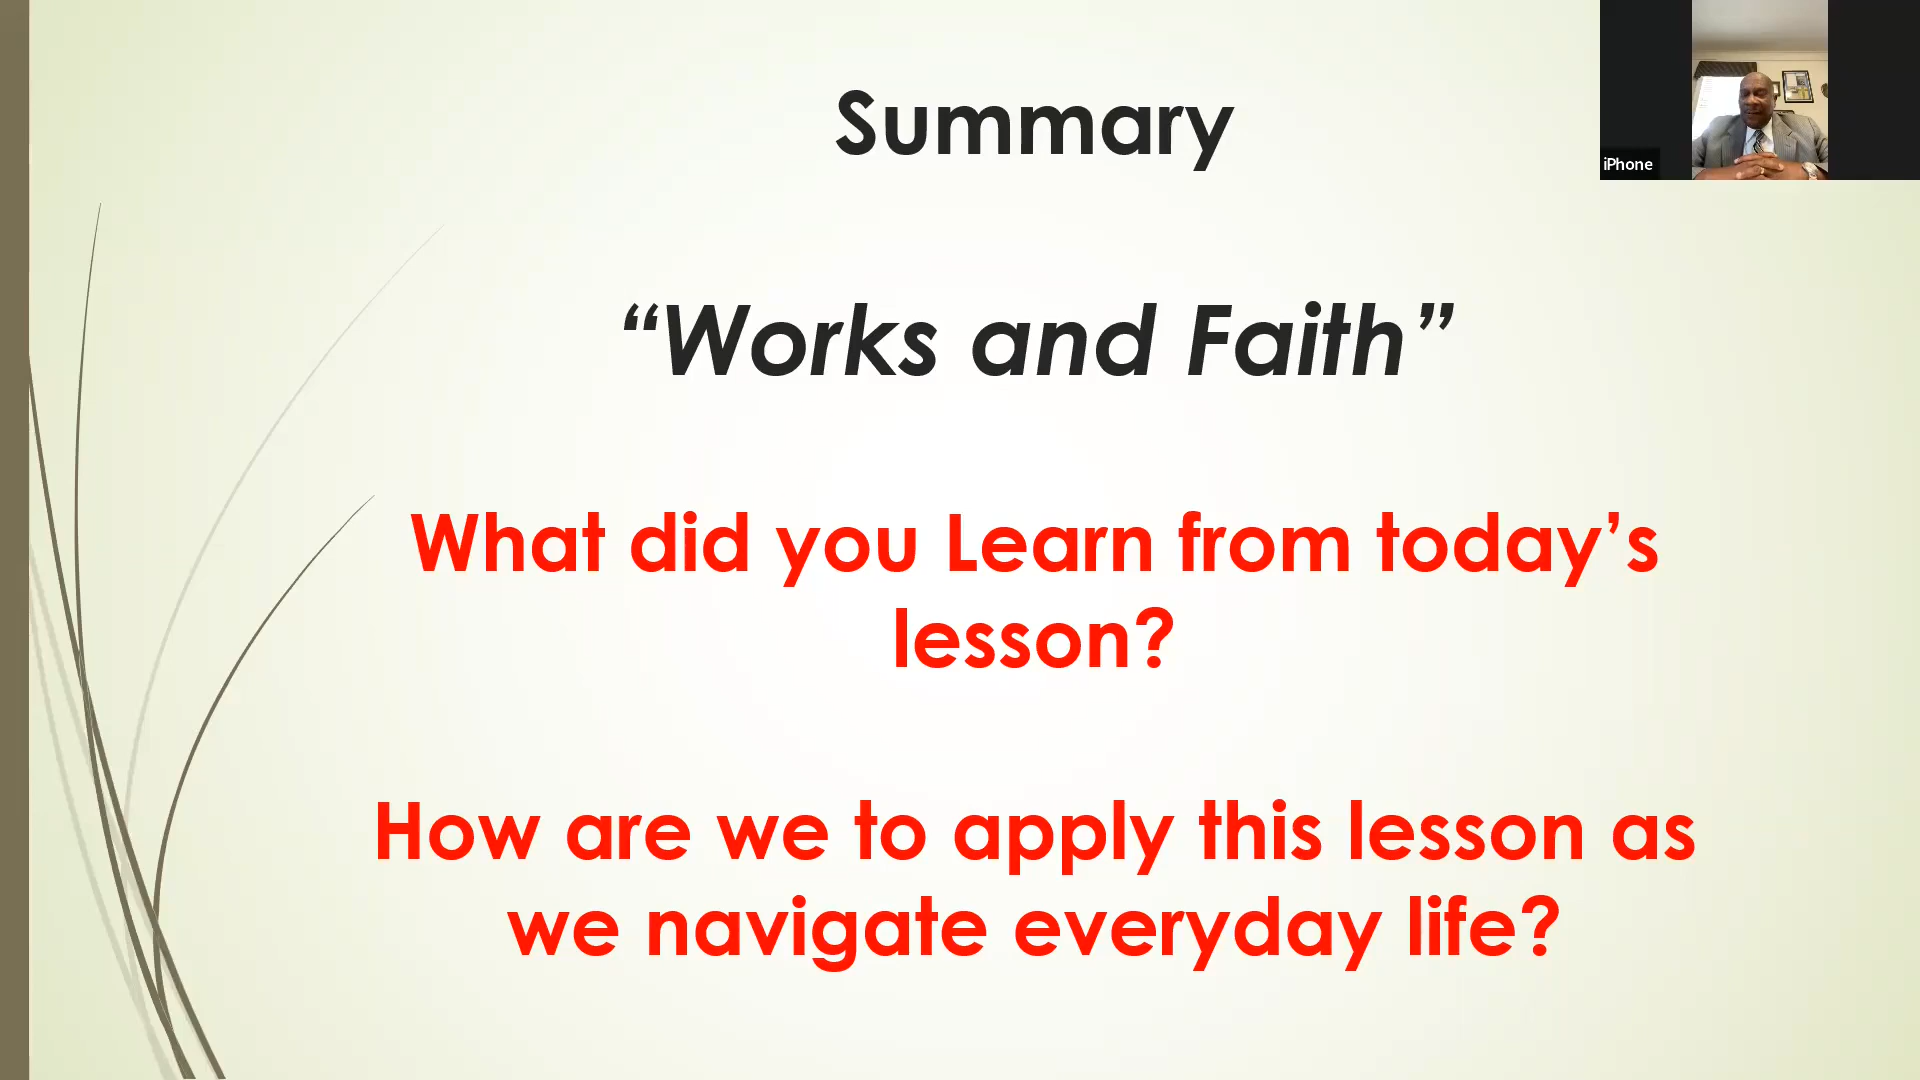 Summary
iPhone
“Works and Faith”
What did you Learn from today’s
lesson?
How are we to apply this lesson as
we navigate everyday life?